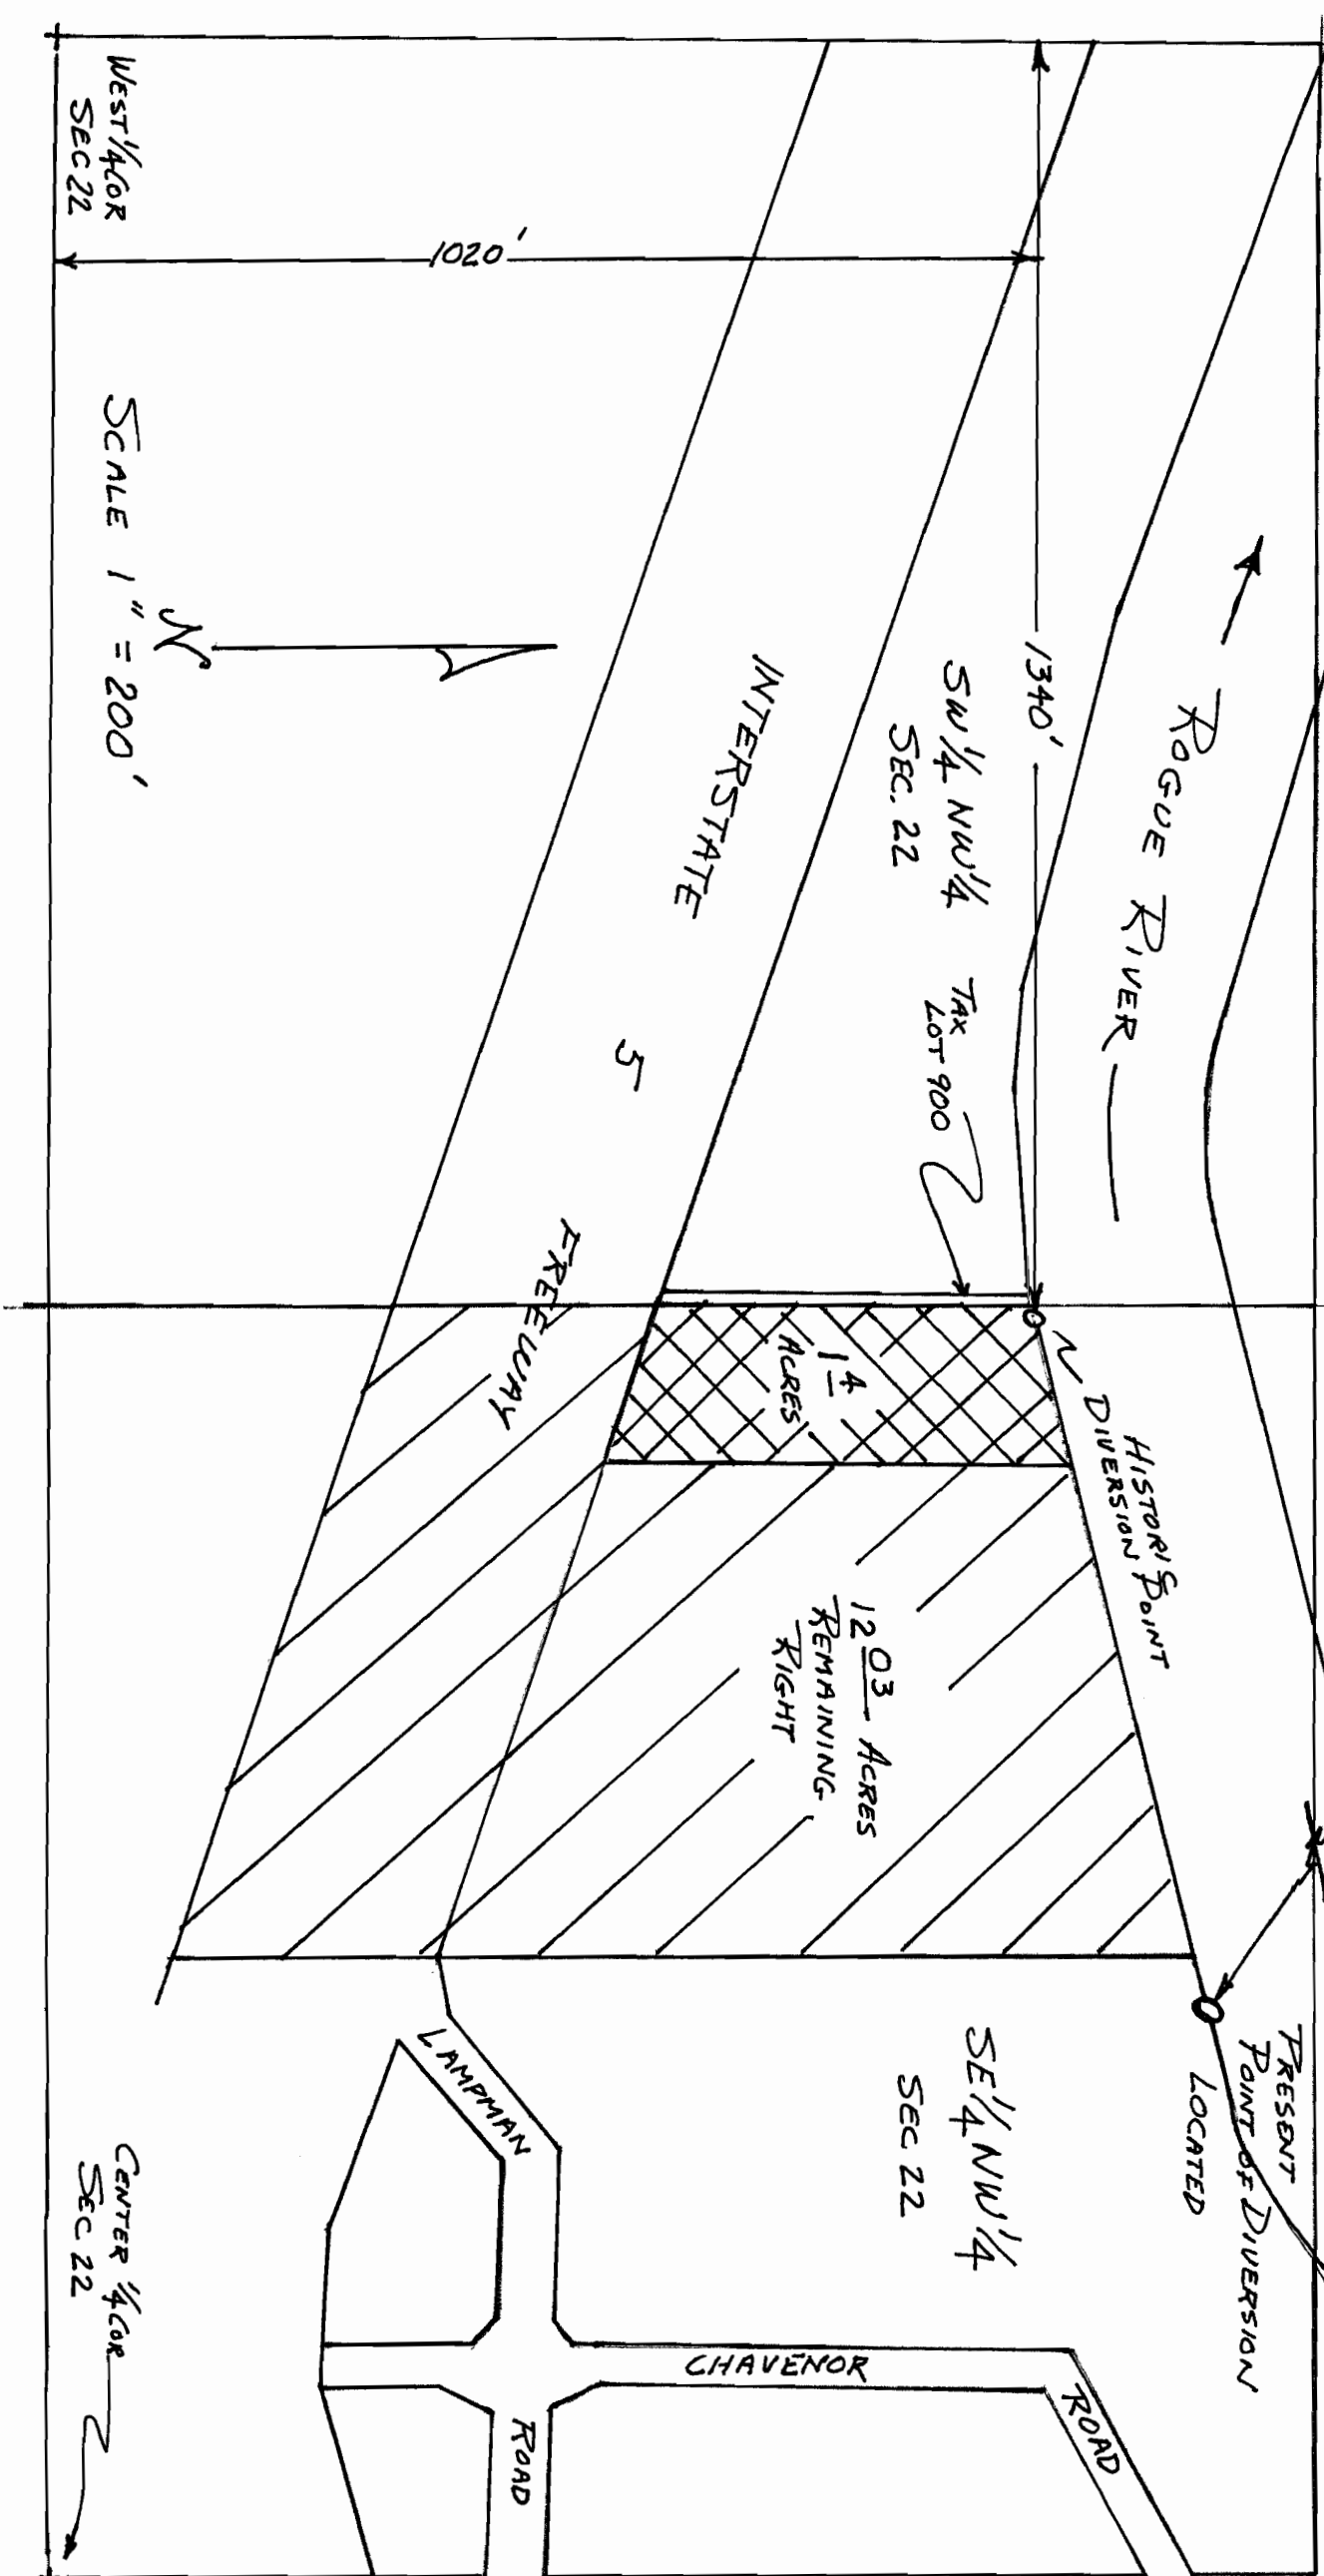 PRESENT
POINT OF DIVERSION
LOCATED
ROGUE RIVER
HISTORIC
DIVERSION POINT
1340'
SW 1/4 NW 1/4
SEC. 22
TAX
LOT 900
SE 1/4 NW 1/4
SEC 22
ROAD
CHAVENOR
1 4
ACRES
12 03 ACRES
REMAINING
RIGHT
INTERSTATE
5
FREEWAY
1020'
LAMPMAN
ROAD
N
WEST 1/4 COR
SEC 22
SCALE 1" = 200'
CENTER 1/4 COR
SEC 22